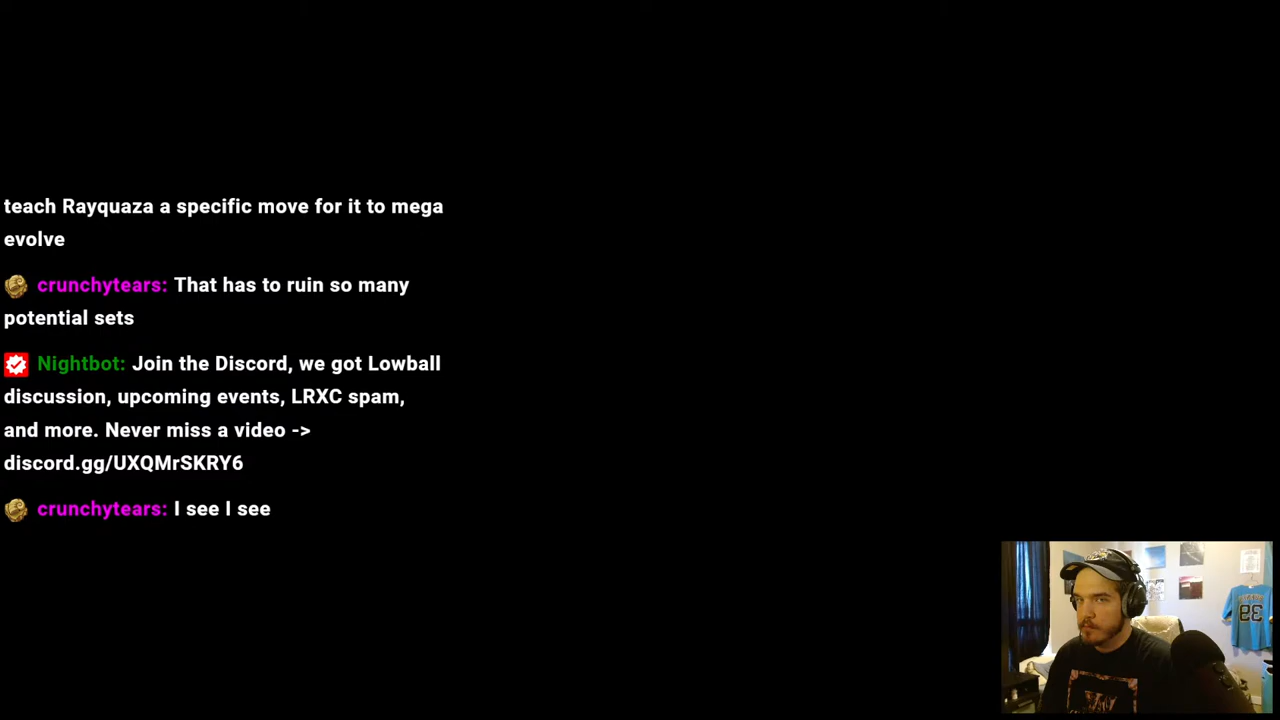 teach Rayquaza a specific move for it to mega
evolve
crunchytears: That has to ruin so many
potential sets
Nightbot: Join the Discord, we got Lowball
discussion, upcoming events, LRXC spam,
and more. Never miss a video ->
discord.gg/UXQMrSKRY6
crunchytears: I see I see